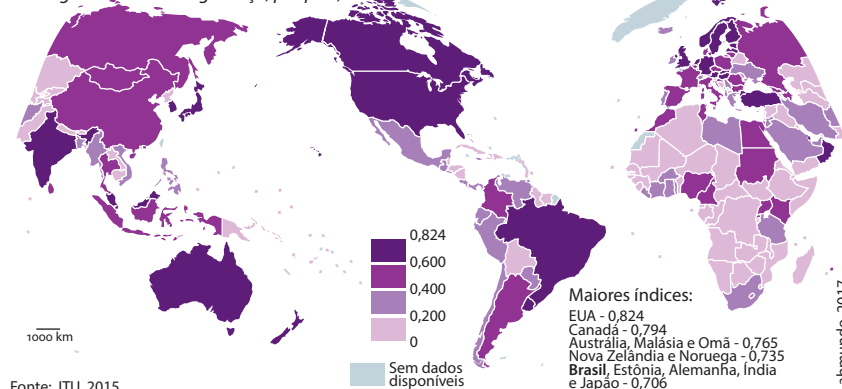 0,824
0,600
0,400
0,200
0
Sem dados
disponíveis
1000 km
Maiores índices:
EUA - 0,824
Canadá - 0,794
Austrália, Malásia e Omã - 0,765
Nova Zelândia e Noruega - 0,735
Brasil, Estônia, Alemanha, Índia
e Japão - 0,706
Fonte: ITU, 2015
2017